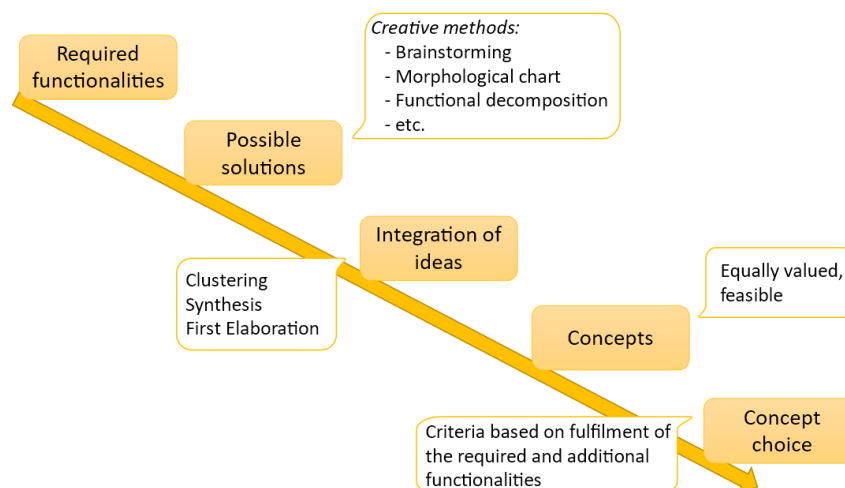 Required
functionalities
Creative methods:
- Brainstorming
- Morphological chart
- Functional decomposition
- etc.
Possible
solutions
Integration of
ideas
Clustering
Synthesis
First Elaboration
Equally valued,
feasible
Concepts
Concept
choice
Criteria based on fulfilment of
the required and additional
functionalities